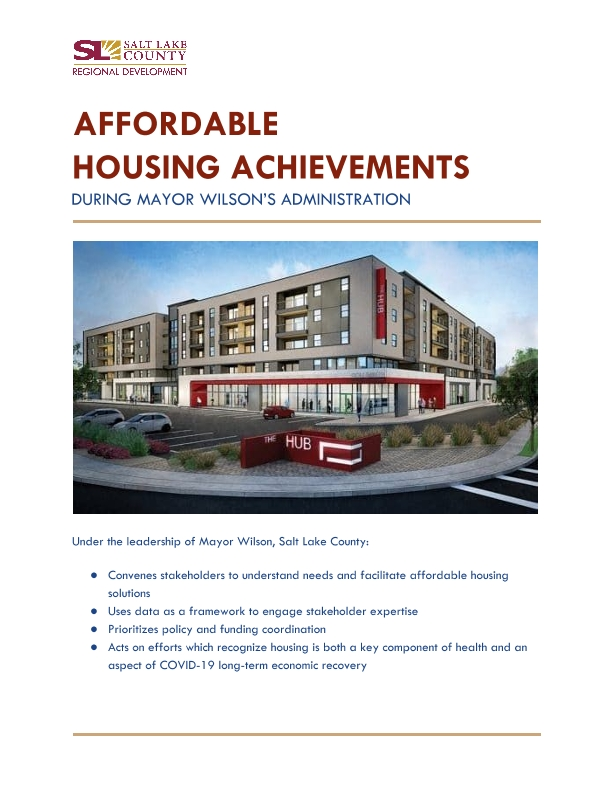 SL SALT LAKE
COUNTY
REGIONAL DEVELOPMENT
AFFORDABLE
HOUSING ACHIEVEMENTS
DURING MAYOR WILSON'S ADMINISTRATION
THE HUB
THE HUB
Under the leadership of Mayor Wilson, Salt Lake County:
● Convenes stakeholders to understand needs and facilitate affordable housing
solutions
● Uses data as a framework to engage stakeholder expertise
● Prioritizes policy and funding coordination
● Acts on efforts which recognize housing is both a key component of health and an
aspect of COVID-19 long-term economic recovery